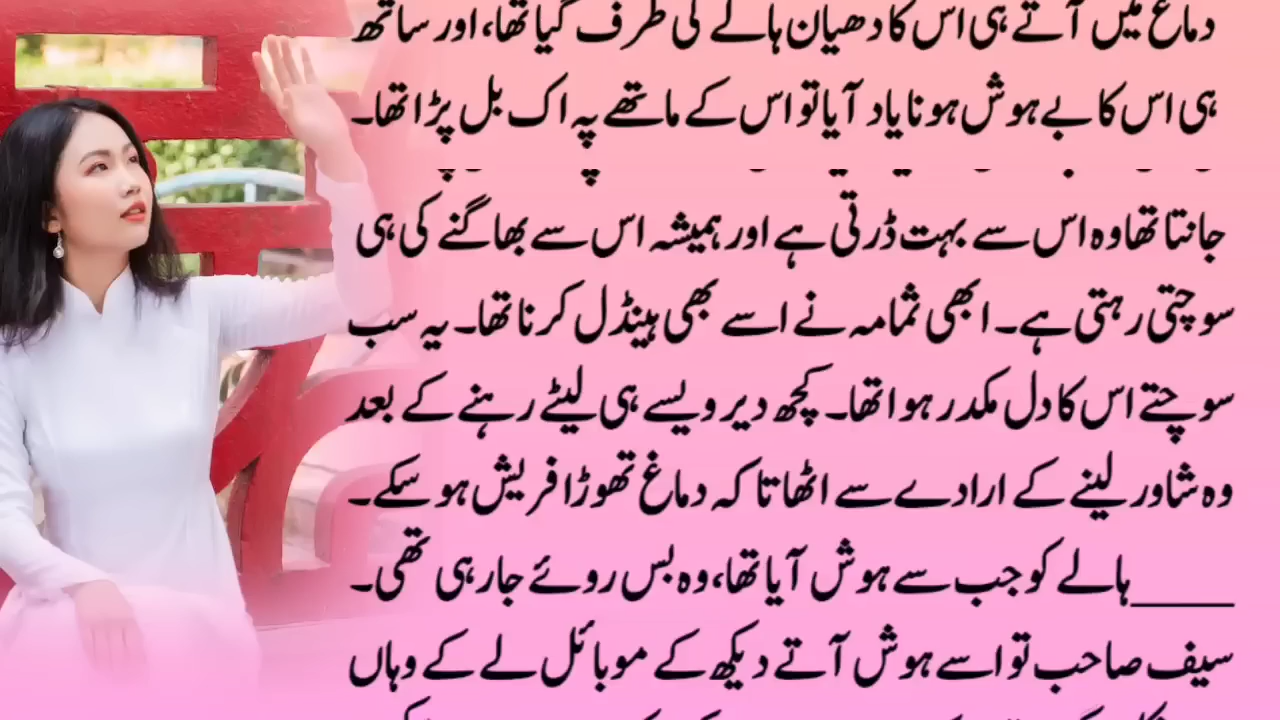 دماغ میں آتے ہی اس کا دھیان ہالے کی طرف گیا تھا، اور ساتھ
ہی اس کا بے ہوش ہونا یاد آیا تو اس کے ماتھے پہ اک بل پڑا تھا۔
جانتا تھا وہ اس سے بہت ڈرتی ہے اور ہمیشہ اس سے بھاگنے کی ہی
سوچتی رہتی ہے۔ ابھی ثمامہ نے اسے بھی ہینڈل کرنا تھا۔ یہ سب
سوچتے اس کا دل مکدر ہوا تھا۔ کچھ دیر ویسے ہی لیٹے رہنے کے بعد
وہ شاور لینے کے ارادے سے اٹھا تا کہ دماغ تھوڑا فریش ہو سکے۔
____ہالے کو جب سے ہوش آیا تھا، وہ بس روئے جا رہی تھی۔
سیف صاحب تو اسے ہوش آتے دیکھ کے موبائل لے کے وہاں